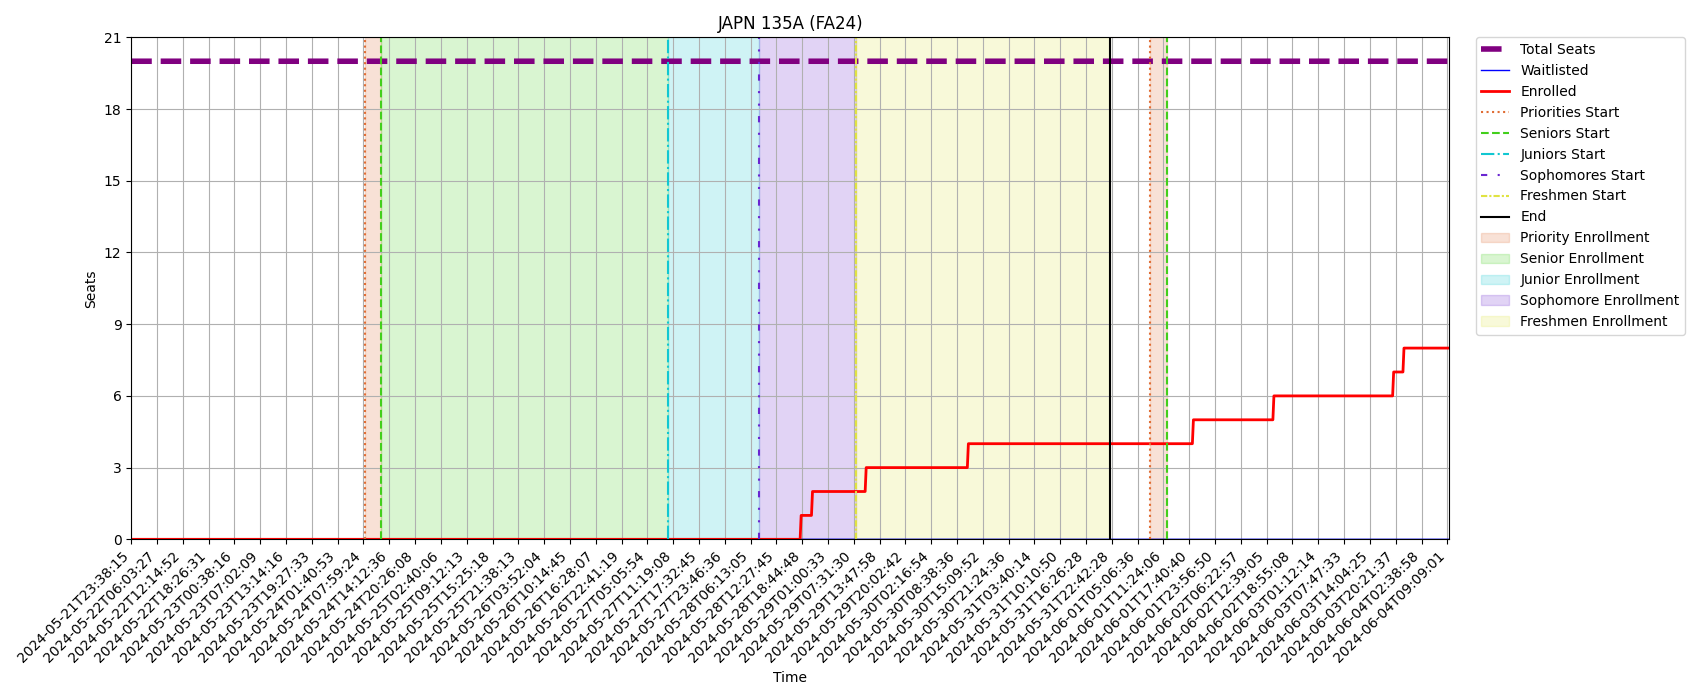 JAPN 135A (FA24)
21
18
15
12
9
6
3
0
Seats
2024-05-21T23:38:15
2024-05-22T06:03:27
2024-05-22T12:14:52
2024-05-22T18:26:31
2024-05-23T00:38:16
2024-05-23T07:02:09
2024-05-23T13:14:16
2024-05-23T19:27:33
2024-05-24T01:40:53
2024-05-24T07:59:24
2024-05-24T14:12:36
2024-05-24T20:26:08
2024-05-25T02:40:06
2024-05-25T09:12:13
2024-05-25T15:25:18
2024-05-25T21:38:13
2024-05-26T03:52:04
2024-05-26T10:14:45
2024-05-26T16:28:07
2024-05-26T22:41:19
2024-05-27T05:05:54
2024-05-27T11:19:08
2024-05-27T17:32:45
2024-05-27T23:46:36
2024-05-28T06:13:05
2024-05-28T12:27:45
2024-05-28T18:44:48
2024-05-29T01:00:33
2024-05-29T07:31:30
2024-05-29T13:47:58
2024-05-29T20:02:42
2024-05-30T02:16:54
2024-05-30T08:38:36
2024-05-30T15:09:52
2024-05-30T21:24:36
2024-05-31T03:40:14
2024-05-31T10:10:50
2024-05-31T16:26:28
2024-05-31T22:42:28
2024-06-01T05:06:36
2024-06-01T11:24:06
2024-06-01T17:40:40
2024-06-01T23:56:50
2024-06-02T06:22:57
2024-06-02T12:39:05
2024-06-02T18:55:08
2024-06-03T01:12:14
2024-06-03T07:47:33
2024-06-03T14:04:25
2024-06-03T20:21:37
2024-06-04T02:38:58
2024-06-04T09:09:01
Time
Total Seats
Waitlisted
Enrolled
Priorities Start
Seniors Start
Juniors Start
Sophomores Start
Freshmen Start
End
Priority Enrollment
Senior Enrollment
Junior Enrollment
Sophomore Enrollment
Freshmen Enrollment